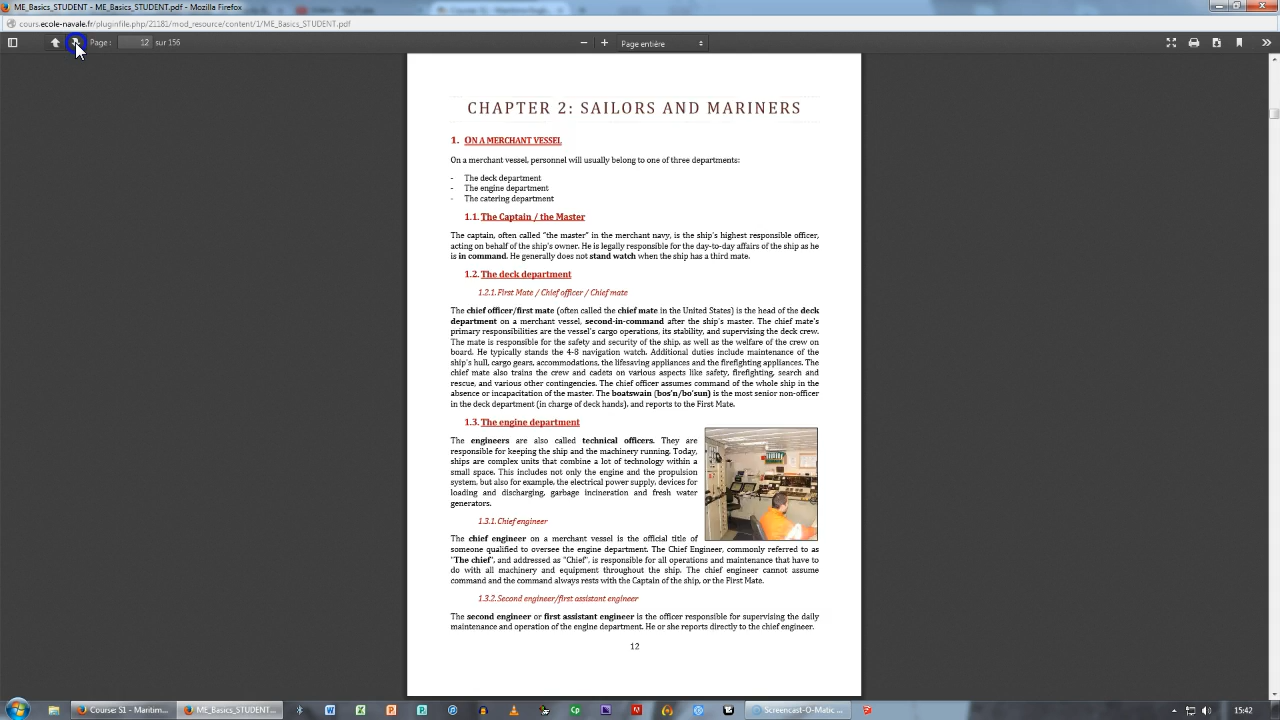 ME_Basics_STUDENT - ME_Basics_STUDENT.pdf - Mozilla Firefox
cours.ecole-navale.fr/pluginfile.php/21181/mod_resource/content/1/ME_Basics_STUDENT.pdf
Page : 12 sur 156
Page entière
CHAPTER 2: SAILORS AND MARINERS
1. ON A MERCHANT VESSEL
On a merchant vessel, personnel will usually belong to one of three departments:
- The deck department
- The engine department
- The catering department
1.1. The Captain / the Master
The captain, often called "the master" in the merchant navy, is the ship's highest responsible officer,
acting on behalf of the ship's owner. He is legally responsible for the day-to-day affairs of the ship as he
is in command. He generally does not stand watch when the ship has a third mate.
1.2. The deck department
1.2.1. First Mate / Chief officer / Chief mate
The chief officer/first mate (often called the chief mate in the United States) is the head of the deck
department on a merchant vessel, second-in-command after the ship's master. The chief mate's
primary responsibilities are the vessel's cargo operations, its stability, and supervising the deck crew.
The mate is responsible for the safety and security of the ship, as well as the welfare of the crew on
board. He typically stands the 4-8 navigation watch. Additional duties include maintenance of the
ship's hull, cargo gears, accommodations, the lifesaving appliances and the firefighting appliances. The
chief mate also trains the crew and cadets on various aspects like safety, firefighting, search and
rescue, and various other contingencies. The chief officer assumes command of the whole ship in the
absence or incapacitation of the master. The boatswain (bos'n/bo'sun) is the most senior non-officer
in the deck department (in charge of deck hands), and reports to the First Mate.
1.3. The engine department
The engineers are also called technical officers. They are
responsible for keeping the ship and the machinery running. Today,
ships are complex units that combine a lot of technology within a
small space. This includes not only the engine and the propulsion
system, but also for example, the electrical power supply, devices for
loading and discharging, garbage incineration and fresh water
generators.
1.3.1. Chief engineer
The chief engineer on a merchant vessel is the official title of
someone qualified to oversee the engine department. The Chief Engineer, commonly referred to as
"The chief", and addressed as "Chief", is responsible for all operations and maintenance that have to
do with all machinery and equipment throughout the ship. The chief engineer cannot assume
command and the command always rests with the Captain of the ship, or the First Mate.
1.3.2. Second engineer/first assistant engineer
The second engineer or first assistant engineer is the officer responsible for supervising the daily
maintenance and operation of the engine department. He or she reports directly to the chief engineer.
12
Course: S1 - Maritim... ME_Basics_STUDENT.... Screencast-O-Matic ... 15:42